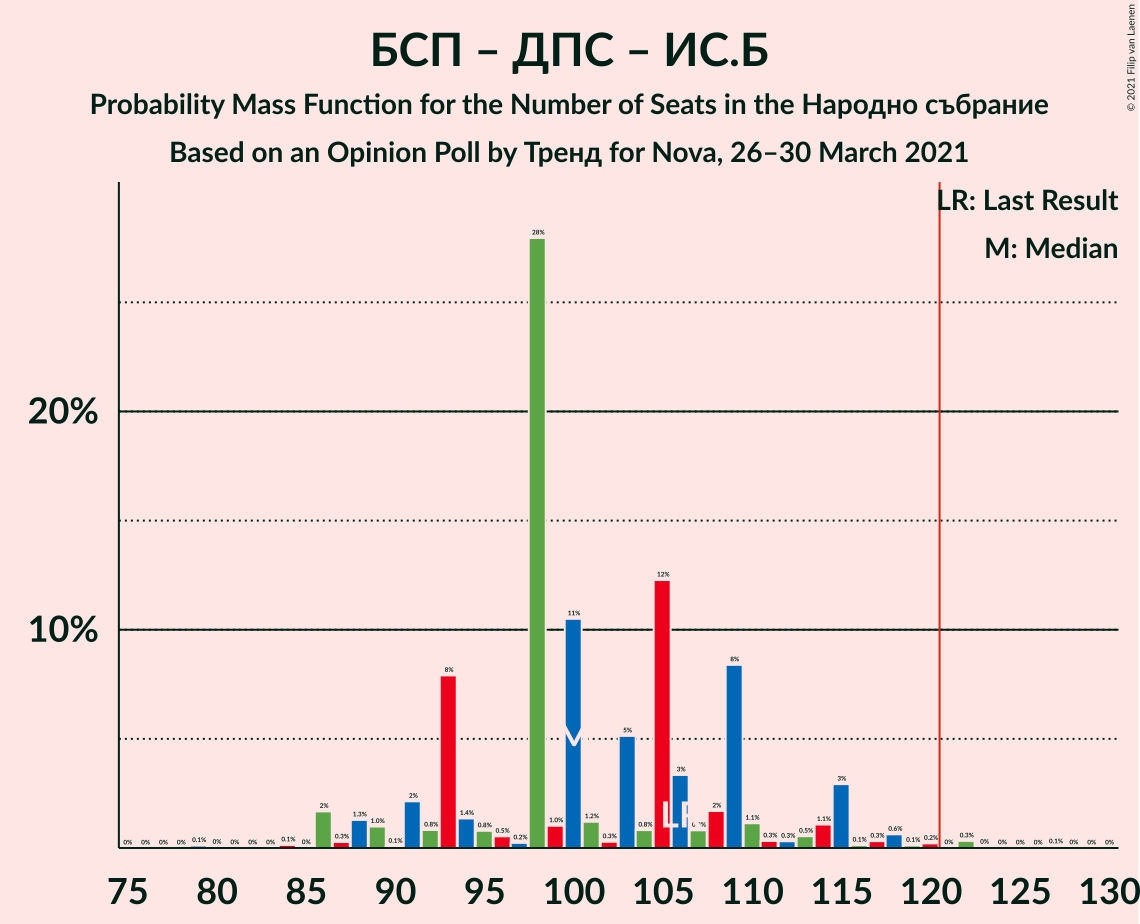 БСП – ДПС – ИС.Б
Probability Mass Function for the Number of Seats in the Народно събрание
Based on an Opinion Poll by Тренд for Nova, 26–30 March 2021
© 2021 Filip van Laenen
LR: Last Result
M: Median
20%
10%
0% 0% 0% 0% 0.1% 0% 0% 0% 0% 0.1% 0% 2% 0.3% 1.3% 1.0% 0.1% 2% 0.8% 8% 1.4% 0.8% 0.5% 0.2% 28% 1.0% 11% 1.2% 0.3% 5% 0.8% 12% 3% 2% 8% 1.1% 0.3% 0.3% 0.5% 1.1% 3% 0.1% 0.3% 0.6% 0.1% 0.2% 0% 0.3% 0% 0% 0% 0% 0.1% 0% 0% 0%
M
LR
75 80 85 90 95 100 105 110 115 120 125 130